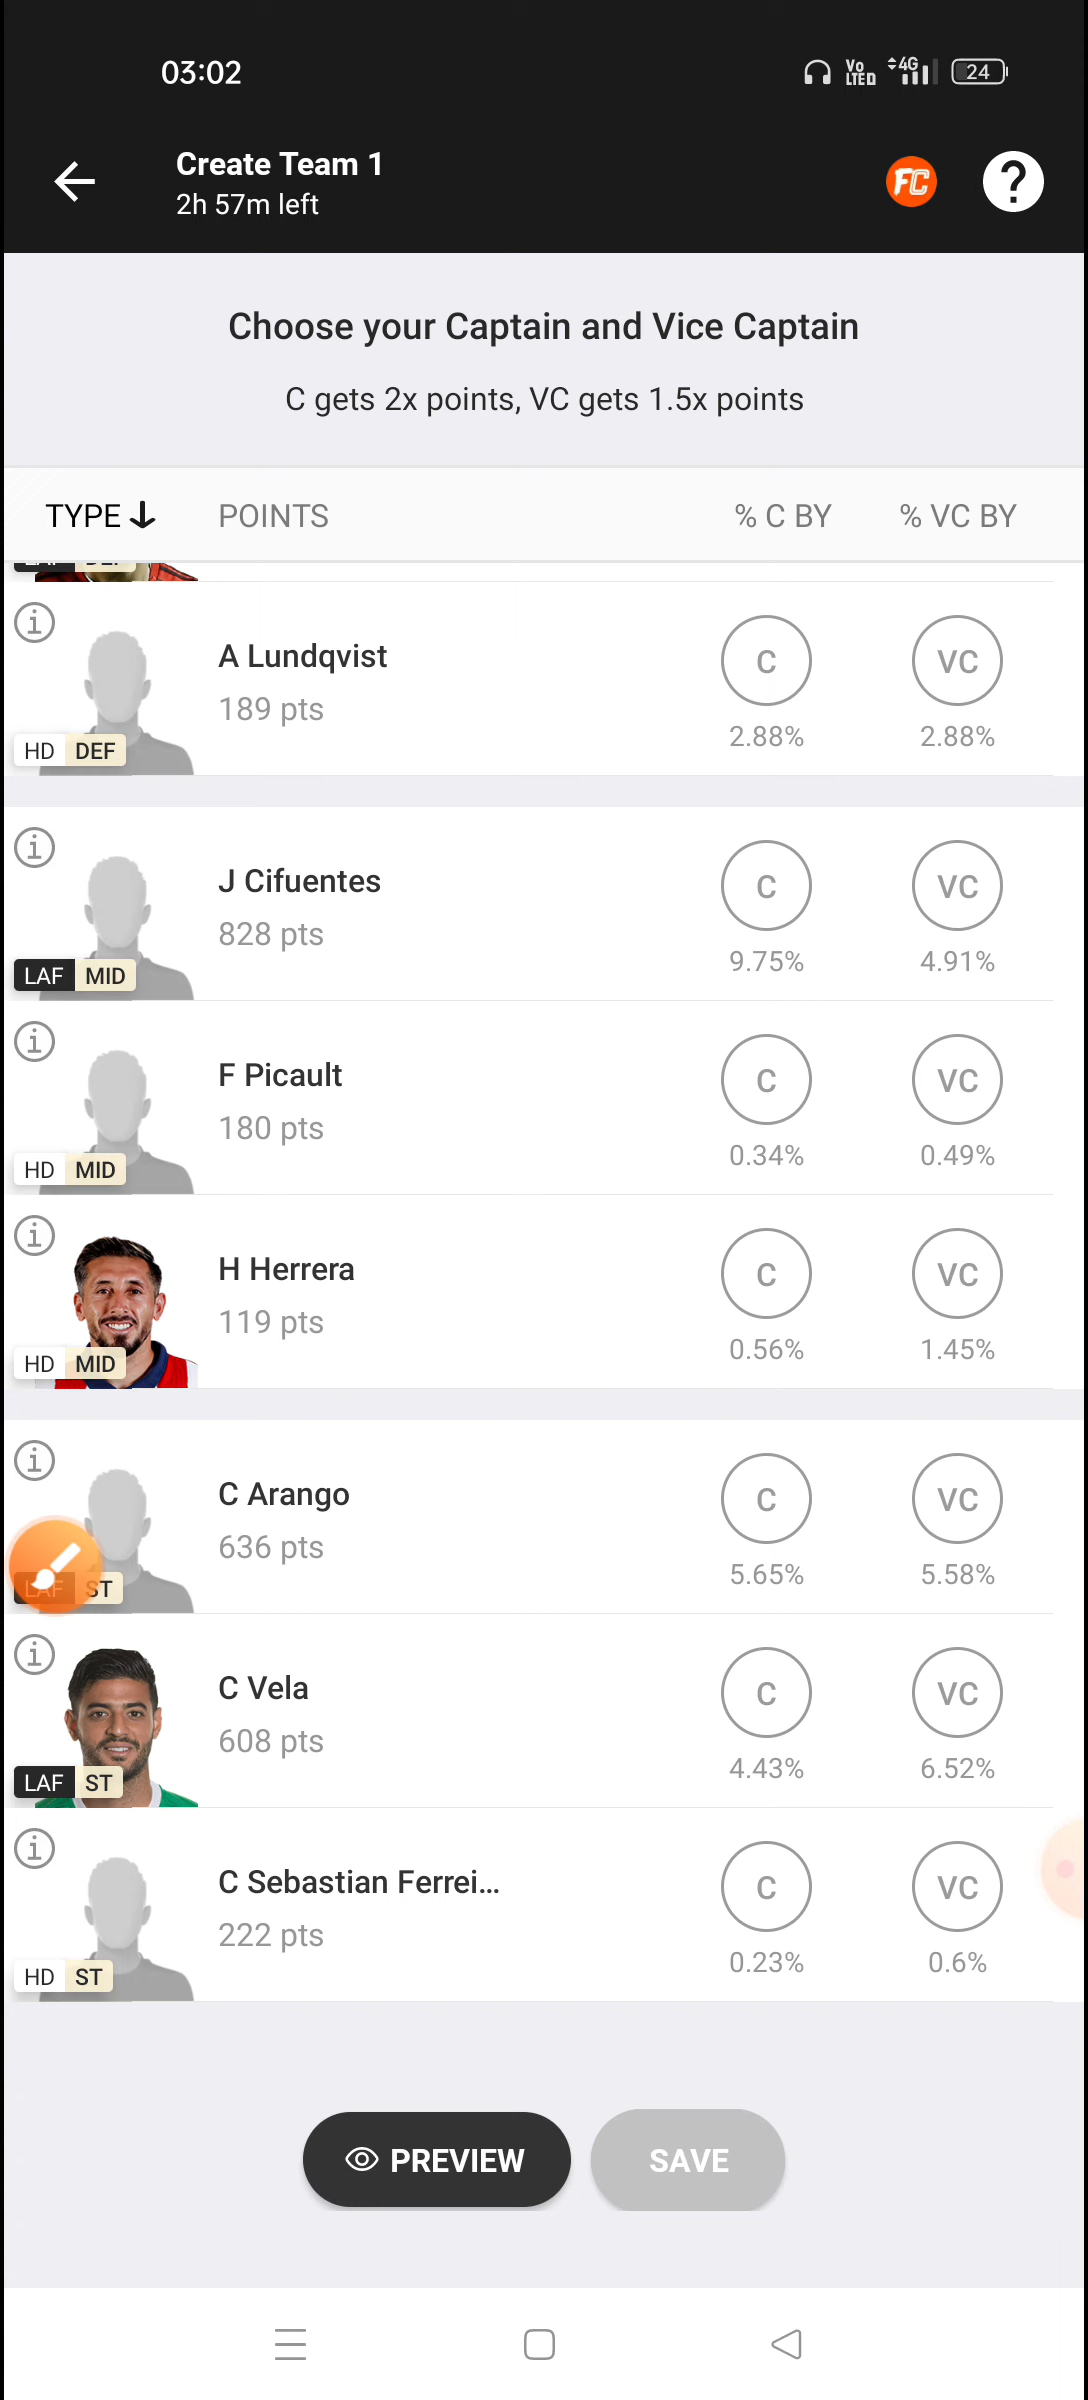 03:02
Vo LTE 4G 24
Create Team 1
2h 57m left
FC ?
Choose your Captain and Vice Captain
C gets 2x points, VC gets 1.5x points
TYPE POINTS % C BY % VC BY
A Lundqvist
189 pts
HD DEF
C VC
2.88% 2.88%
J Cifuentes
828 pts
LAF MID
C VC
9.75% 4.91%
F Picault
180 pts
HD MID
C VC
0.34% 0.49%
H Herrera
119 pts
HD MID
C VC
0.56% 1.45%
C Arango
636 pts
LAF ST
C VC
5.65% 5.58%
C Vela
608 pts
LAF ST
C VC
4.43% 6.52%
C Sebastian Ferrei...
222 pts
HD ST
C VC
0.23% 0.6%
PREVIEW SAVE